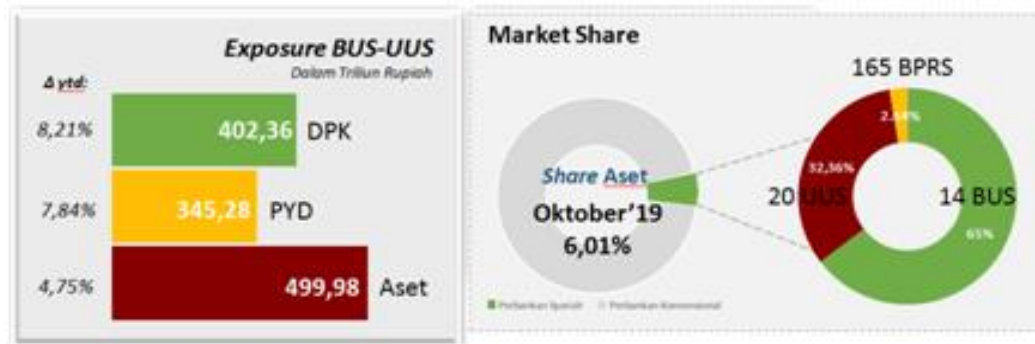 Exposure BUS-UUS
Dalam Triliun Rupiah
Δ ytd:
8,21%
402,36 DPK
7,84%
345,28 PYD
4,75%
499,98 Aset
Market Share
165 BPRS
Share Aset
Oktober'19
6,01%
32,36%
20 UUS
14 BUS
65%
Perbankan Syariah
Perbankan Konvensional